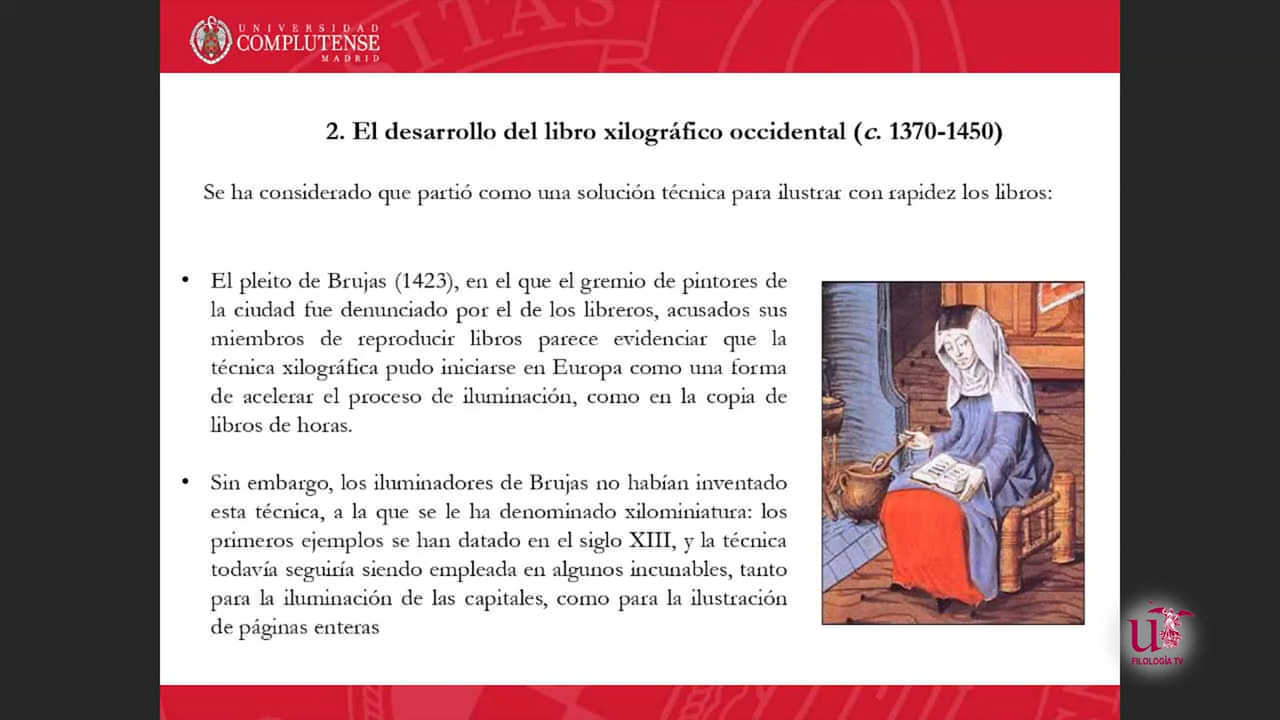 UNIVERSIDAD
COMPLUTENSE
MADRID
ITAS
2. El desarrollo del libro xilográfico occidental (c. 1370-1450)
Se ha considerado que partió como una solución técnica para ilustrar con rapidez los libros:
• El pleito de Brujas (1423), en el que el gremio de pintores de
la ciudad fue denunciado por el de los libreros, acusados sus
miembros de reproducir libros parece evidenciar que la
técnica xilográfica pudo iniciarse en Europa como una forma
de acelerar el proceso de iluminación, como en la copia de
libros de horas.
• Sin embargo, los iluminadores de Brujas no habían inventado
esta técnica, a la que se le ha denominado xilominiatura: los
primeros ejemplos se han datado en el siglo XIII, y la técnica
todavía seguiría siendo empleada en algunos incunables, tanto
para la iluminación de las capitales, como para la ilustración
de páginas enteras
u
FILOLOGÍA TV